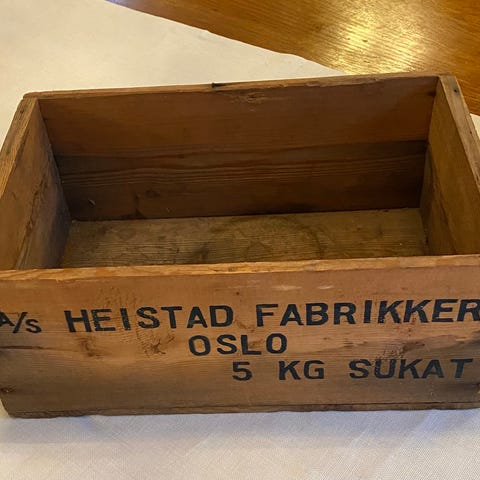 A/S HEISTAD FABRIKKER
OSLO
5 KG SUKAT